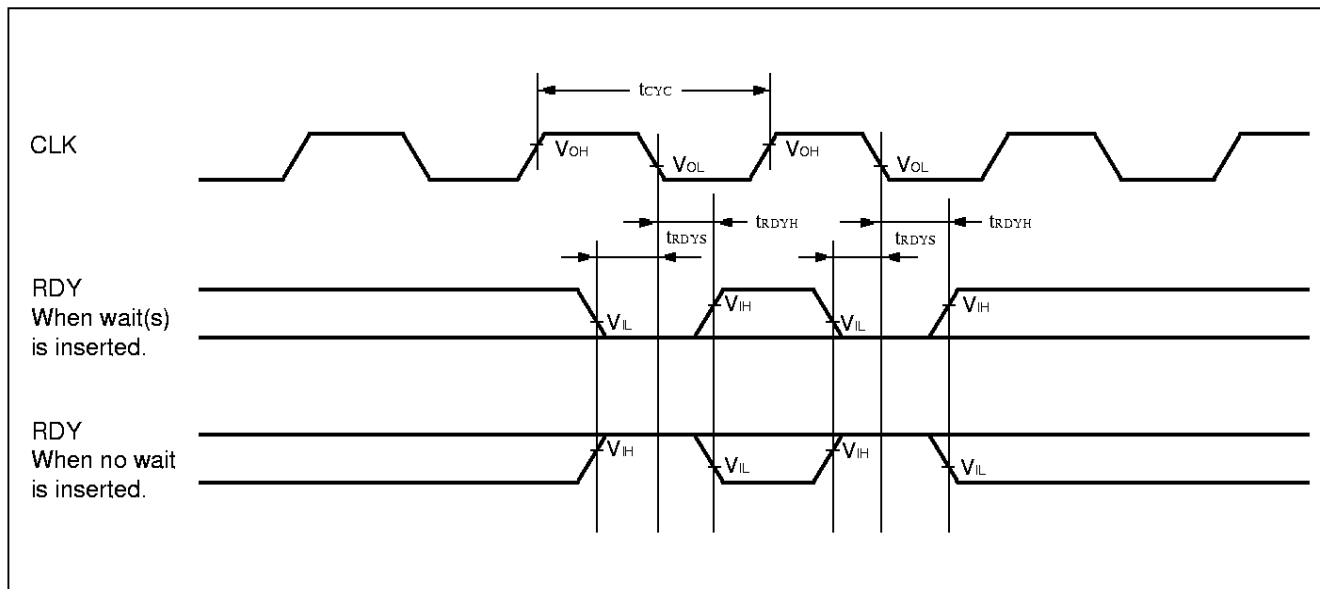 tCYC
CLK
VOH
VOL
VOH
VOL
tRDYH
tRDYH
tRDYS
tRDYS
RDY
When wait(s)
is inserted.
VIL
VIH
VIL
VIH
RDY
When no wait
is inserted.
VIH
VIL
VIH
VIL